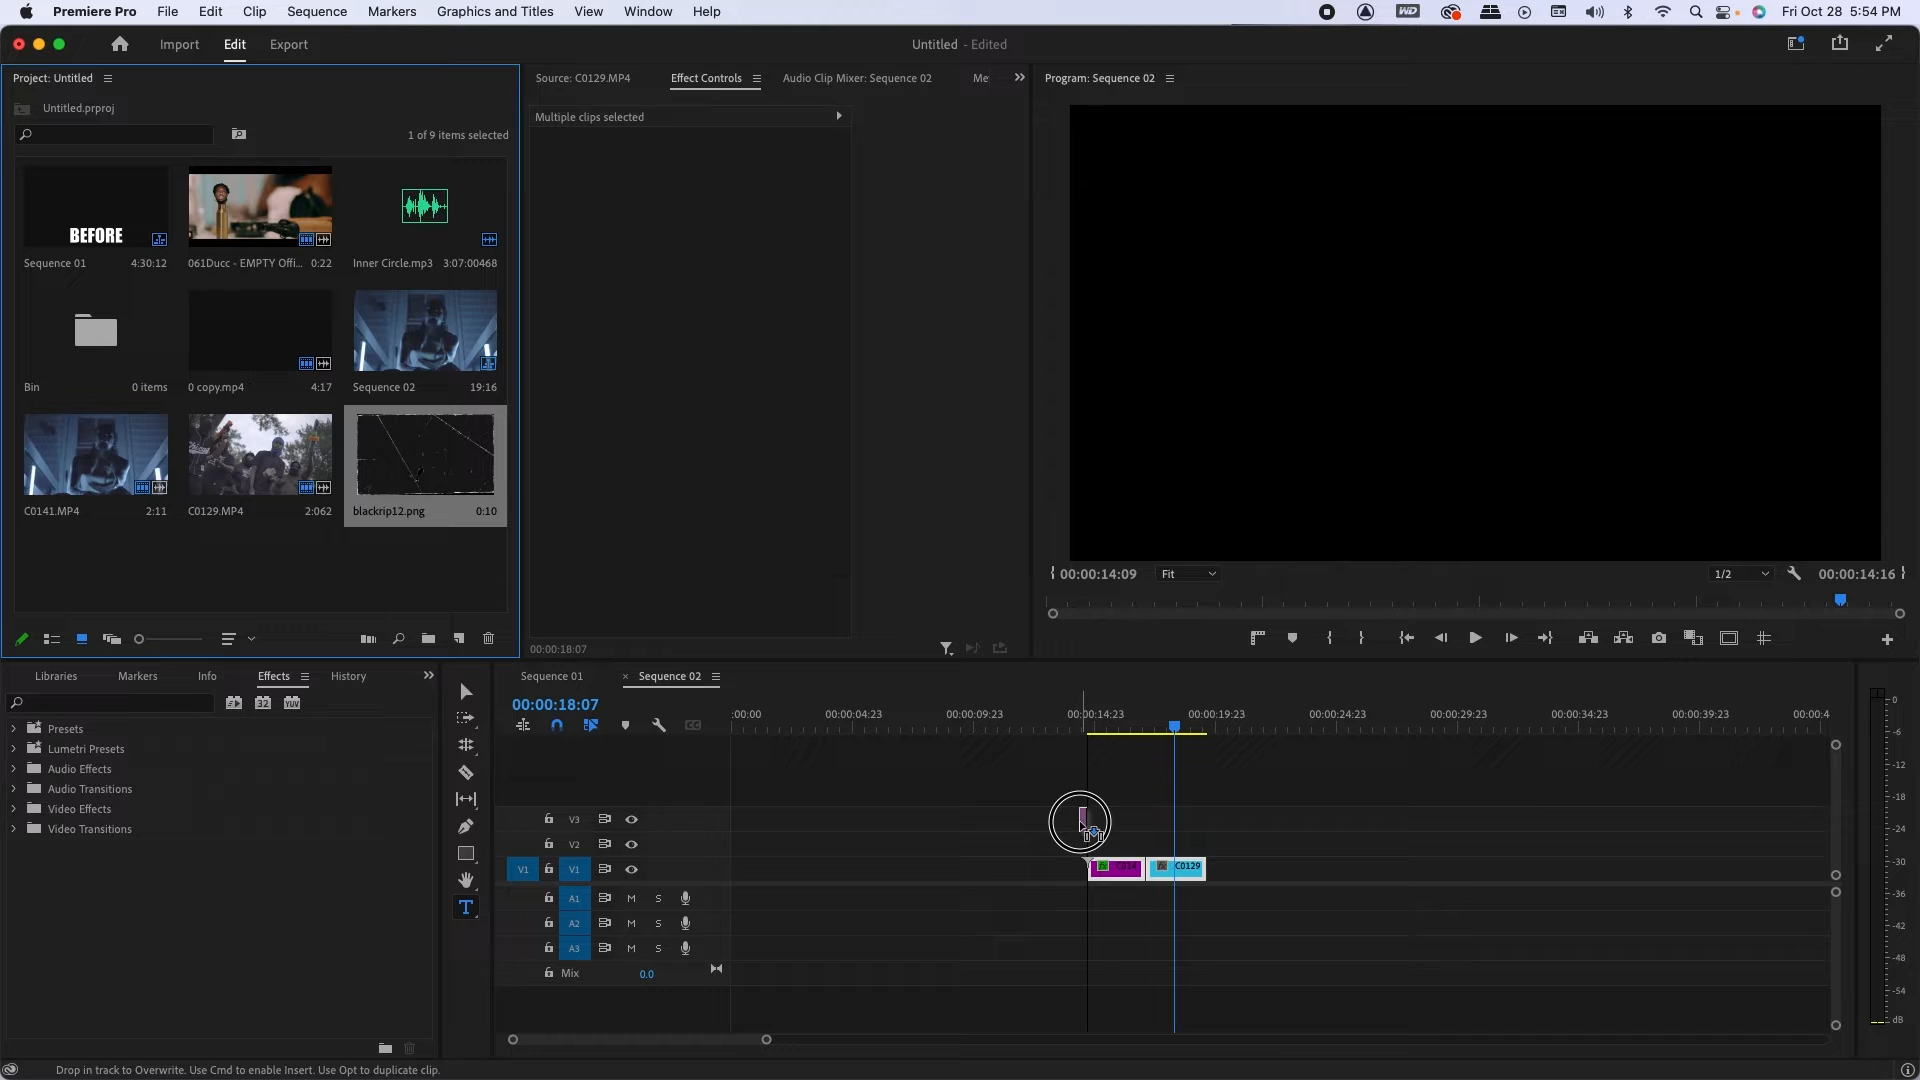 Premiere Pro File Edit Clip Sequence Markers Graphics and Titles View Window Help Fri Oct 28 5:54 PM
Import Edit Export Untitled - Edited
Project: Untitled
Untitled.prproj
1 of 9 items selected
BEFORE
Sequence 01 4:30:12
061Ducc - EMPTY Offi... 0:22
Inner Circle.mp3 3:07:00468
Bin 0 items
0 copy.mp4 4:17
Sequence 02 19:16
C0141.MP4 2:11
C0129.MP4 2:062
blackrip12.png 0:10
Source: C0129.MP4 Effect Controls Audio Clip Mixer: Sequence 02 Me
Multiple clips selected
00:00:18:07
Program: Sequence 02
00:00:14:09 Fit 1/2 00:00:14:16
Libraries Markers Info Effects History
32 YUV
Presets
Lumetri Presets
Audio Effects
Audio Transitions
Video Effects
Video Transitions
Sequence 01 × Sequence 02
00:00:18:07
:00:00 00:00:04:23 00:00:09:23 00:00:14:23 00:00:19:23 00:00:24:23 00:00:29:23 00:00:34:23 00:00:39:23 00:00:4
V3
V2
V1 V1 C0129
A1 M S
A2 M S
A3 M S
Mix 0.0
0
-6
-12
-18
-24
-30
-36
-42
-48
-54
dB
Drop in track to Overwrite. Use Cmd to enable Insert. Use Opt to duplicate clip.